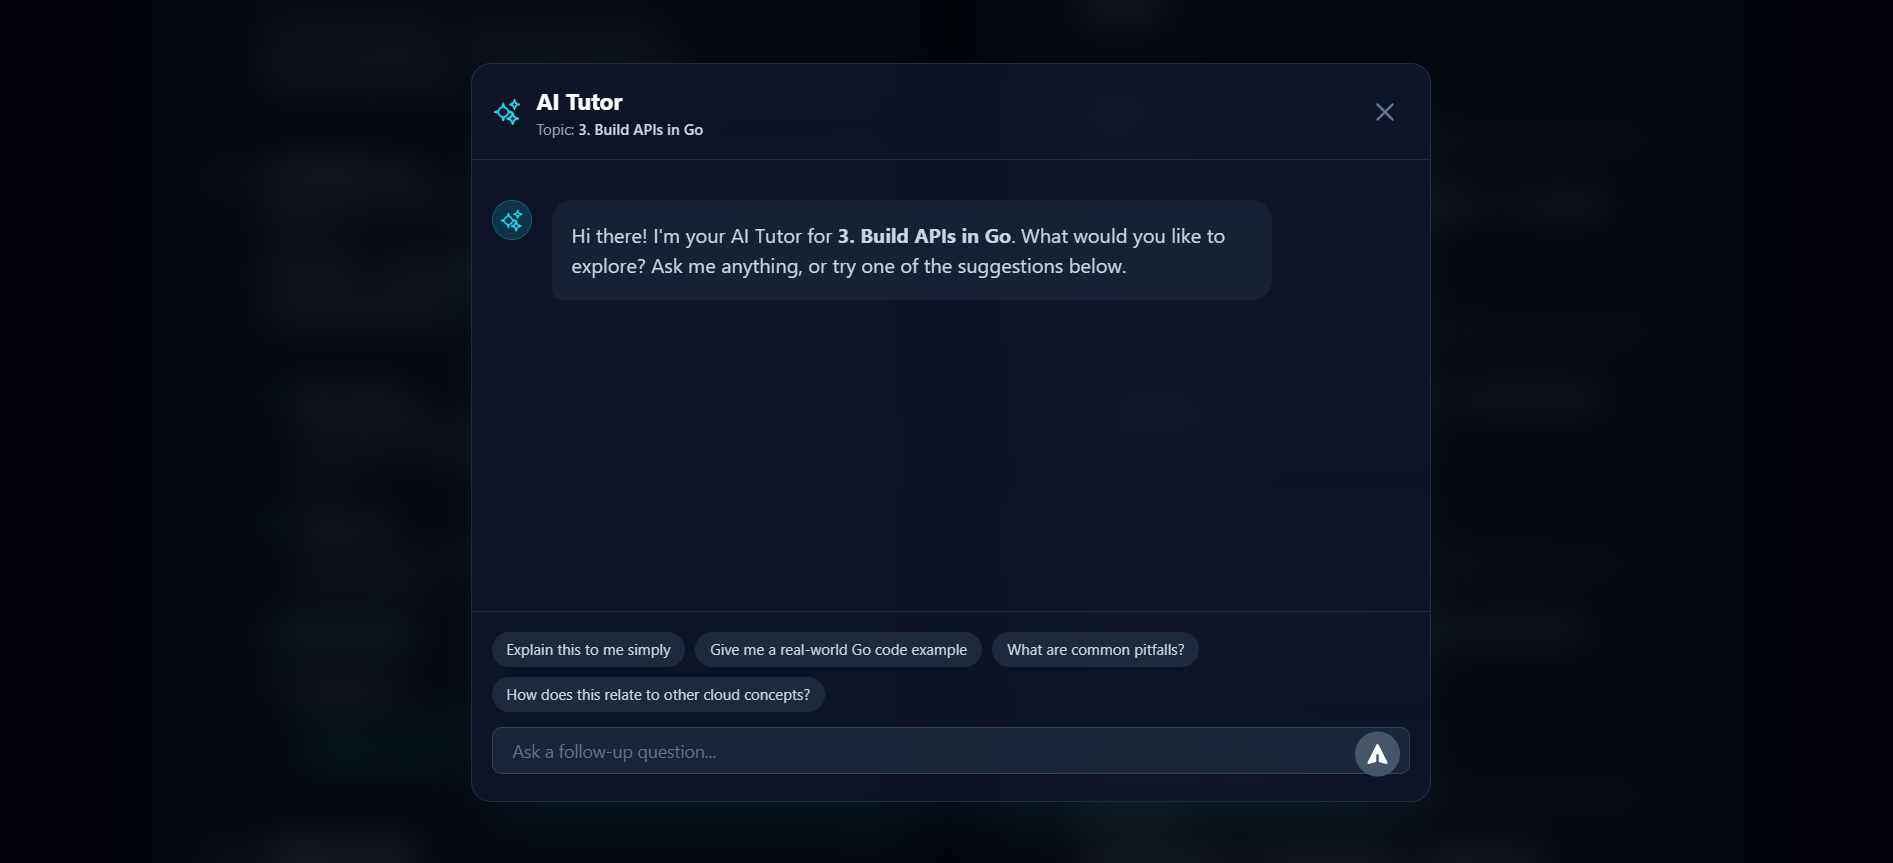 AI Tutor
Topic: 3. Build APIs in Go
Hi there! I'm your AI Tutor for 3. Build APIs in Go. What would you like to
explore? Ask me anything, or try one of the suggestions below.
Explain this to me simply
Give me a real-world Go code example
What are common pitfalls?
How does this relate to other cloud concepts?
Ask a follow-up question...